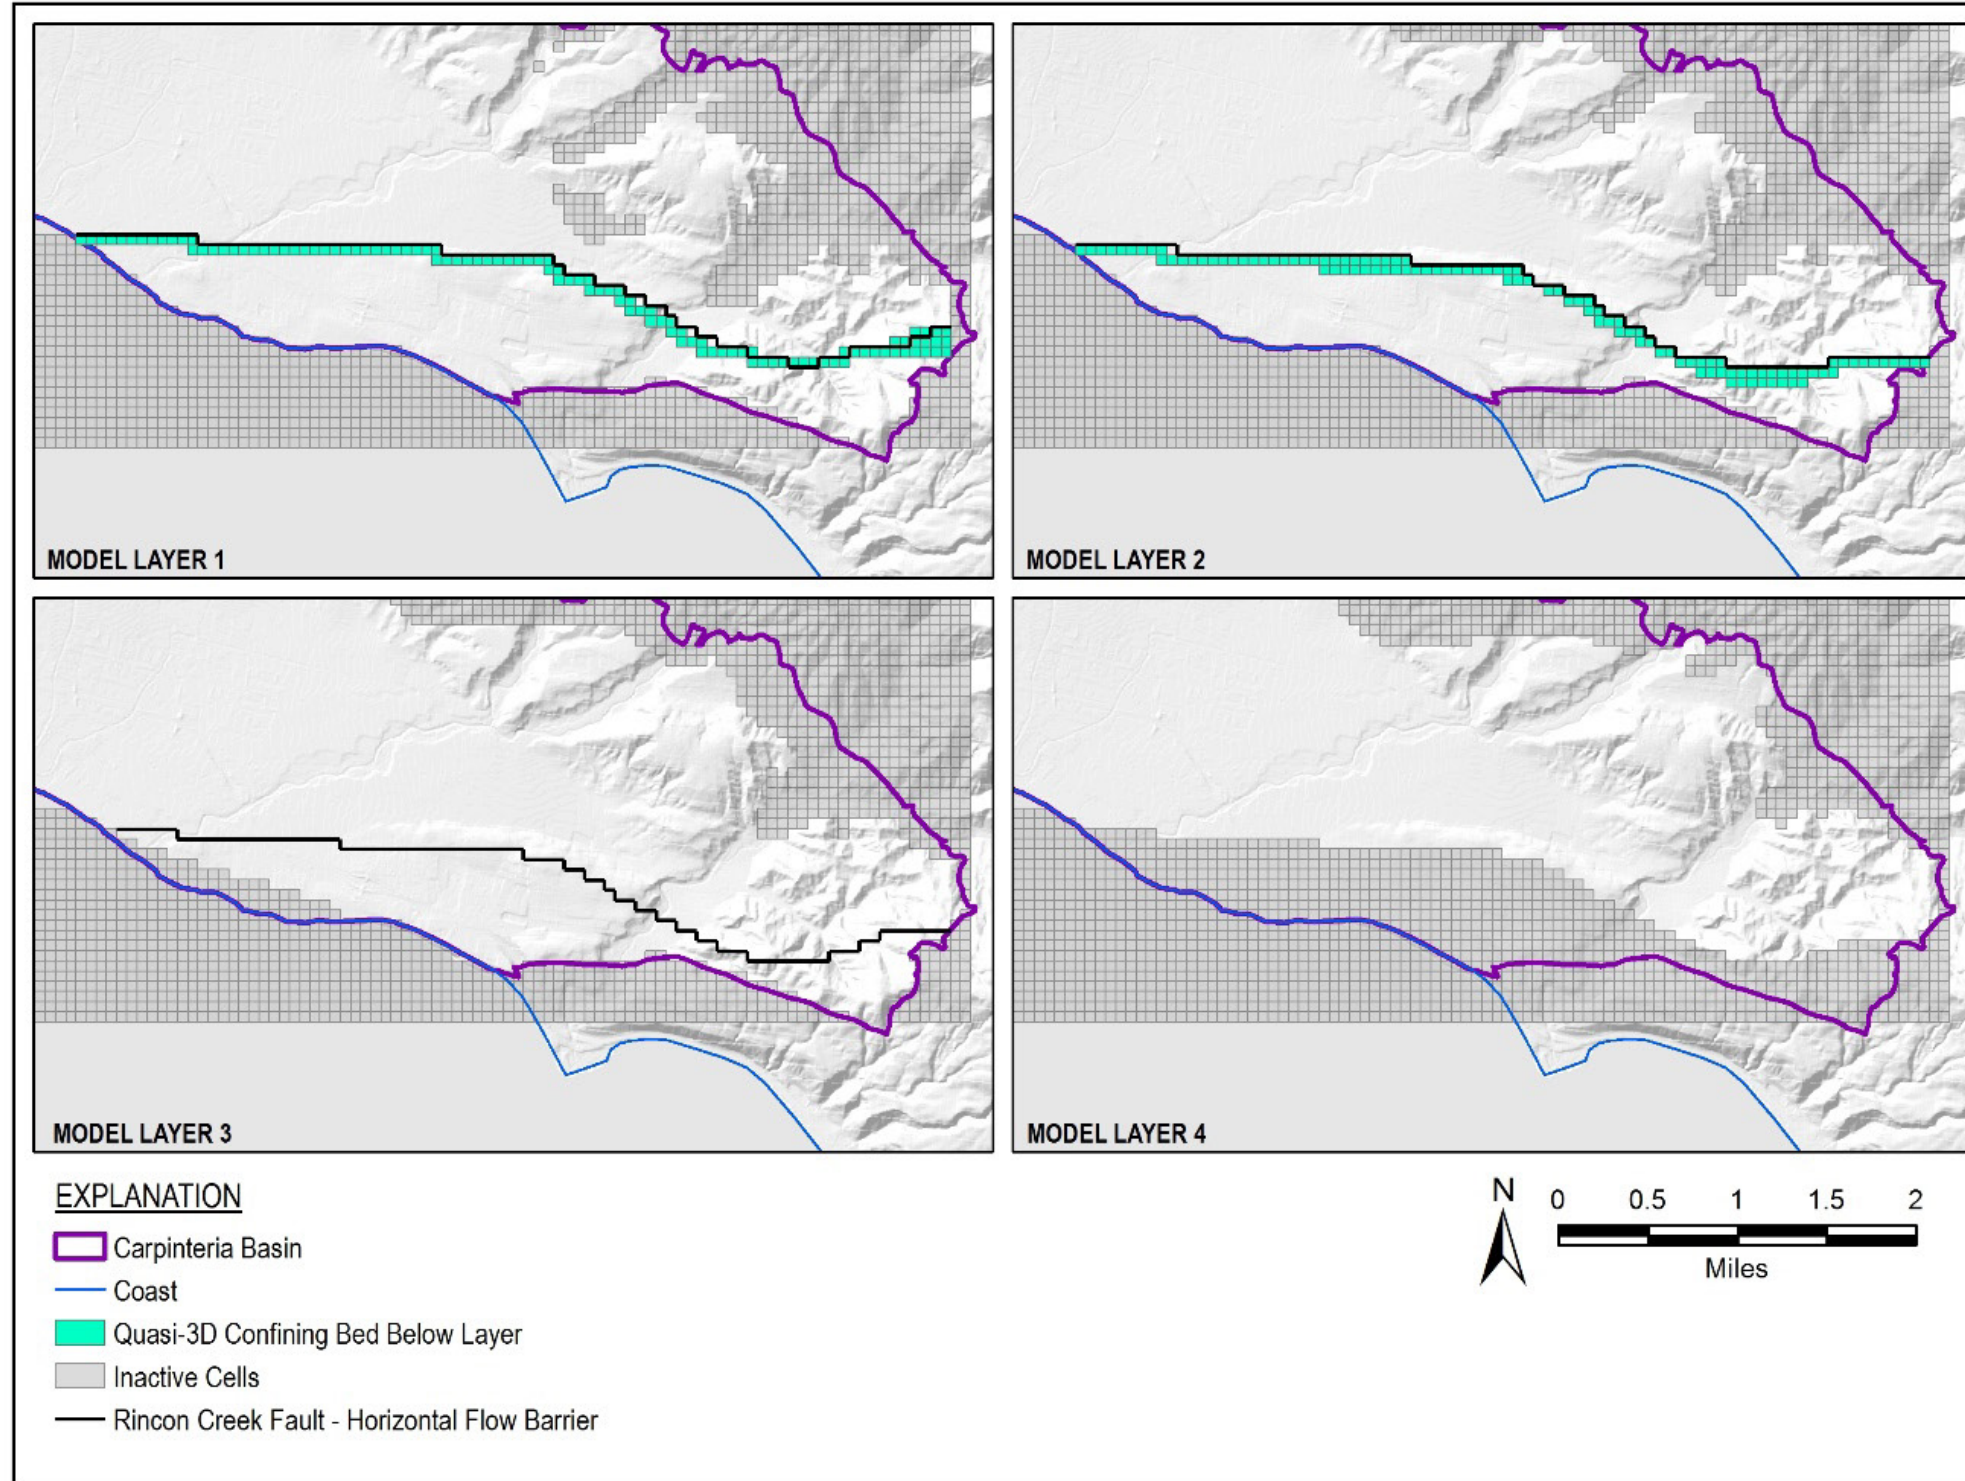 MODEL LAYER 1
MODEL LAYER 2
MODEL LAYER 3
MODEL LAYER 4
EXPLANATION
Carpinteria Basin
Coast
Quasi-3D Confining Bed Below Layer
Inactive Cells
Rincon Creek Fault - Horizontal Flow Barrier
N
0 0.5 1 1.5 2
Miles